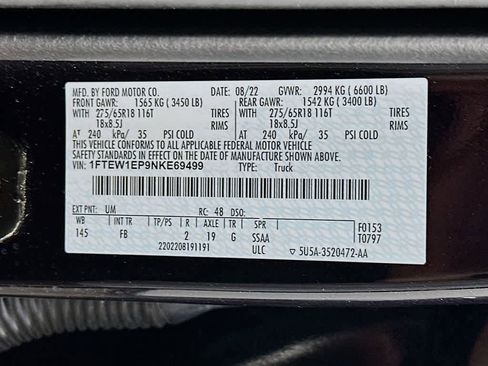 MFD. BY FORD MOTOR CO. 08/22 GVWR: 2994 KG ( 6600 LB)
FRONT GAWR: 1565 KG ( 3450 LB) REAR GAWR: 1542 KG ( 3400 LB)
WITH 275/65R18 116T TIRES WITH 275/65R18 116T TIRES
18x8.5J 18x8.5J
AT 240 kPa/ 35 PSI COLD AT 240 kPa/ 35 PSI COLD
THIS VEHICLE CONFORMS TO ALL APPLICABLE FEDERAL MOTOR VEHICLE
SAFETY STANDARDS IN EFFECT ON THE DATE OF MANUFACTURE SHOWN ABOVE.
VIN: 1FTEW1EP9NKE69499 TYPE: Truck
EXT PNT: UM RC: 48 DSO:
WB INT TR TP/PS R AXLE TR SPR F0153
145 FB 2 19 G SSAA T0797
2202208191191 ULC 5U5A-3520472-AA